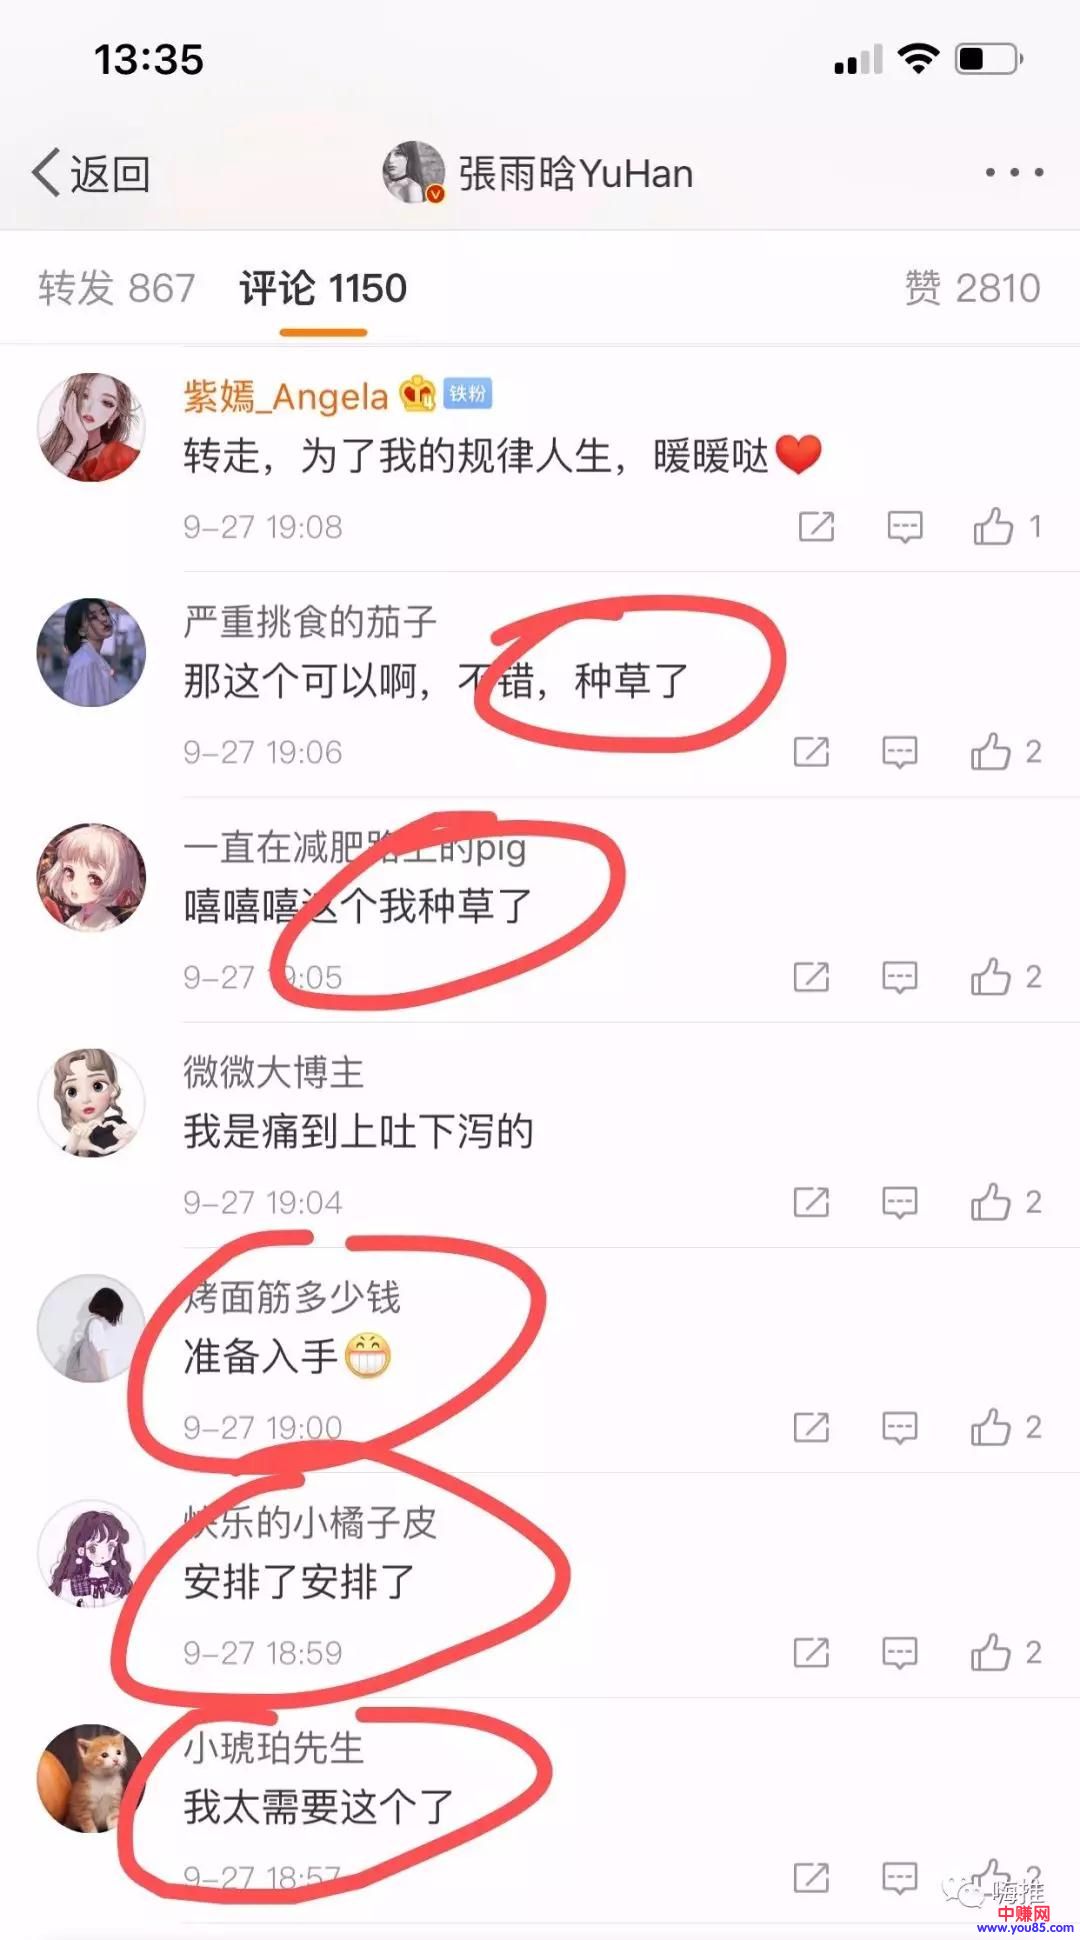 13:35
返回
張雨晗YuHan
转发 867 评论 1150 赞 2810
紫嫣_Angela 铁粉
转走，为了我的规律人生，暖暖哒
9-27 19:08 1
严重挑食的茄子
那这个可以啊，不错，种草了
9-27 19:06 2
一直在减肥路上的pig
嘻嘻嘻这个我种草了
9-27 19:05 2
微微大博主
我是痛到上吐下泻的
9-27 19:04 2
烤面筋多少钱
准备入手
9-27 19:00 2
快乐的小橘子皮
安排了安排了
9-27 18:59 2
小琥珀先生
我太需要这个了
9-27 18:57 2
嗨推
中赚网
www.you85.com